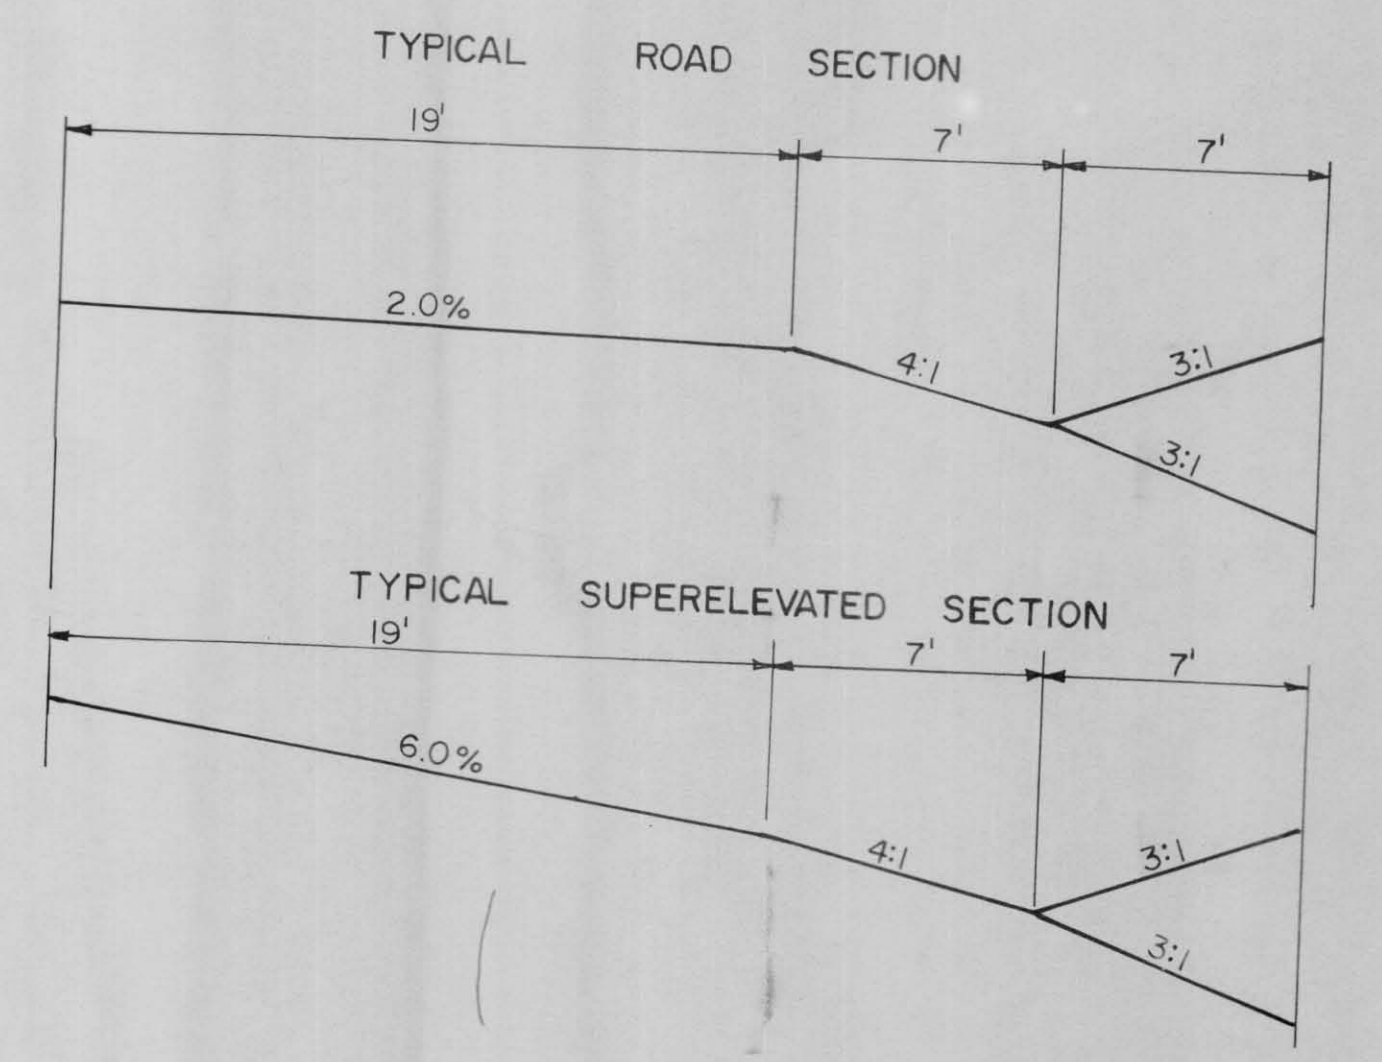 TYPICAL ROAD SECTION
19' 7' 7'
2.0%
4:1
3:1
3:1
TYPICAL SUPERELEVATED SECTION
19' 7' 7'
6.0%
4:1
3:1
3:1